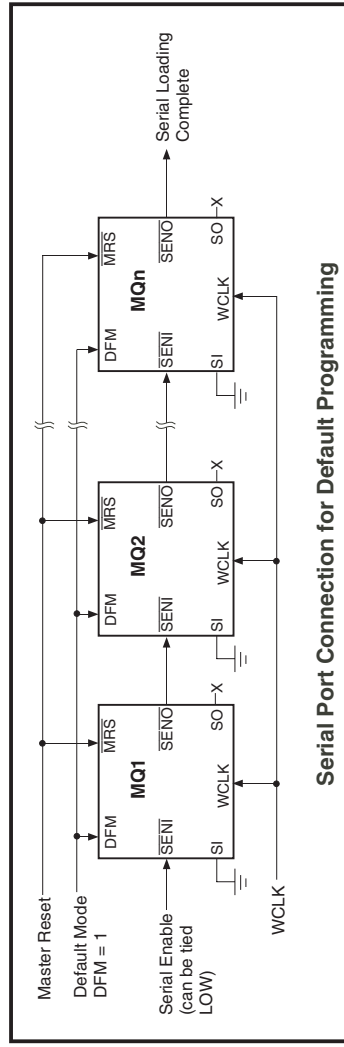 Master Reset
Default Mode
DFM = 1
DFM
MRS
MQ1
SENI
SENO
SI
WCLK
SO
X
DFM
MRS
MQ2
SENI
SENO
SI
WCLK
SO
X
DFM
MRS
MQn
SENI
SENO
SI
WCLK
SO
X
Serial Enable
(can be tied
LOW)
Serial Loading
Complete
WCLK
Serial Port Connection for Default Programming